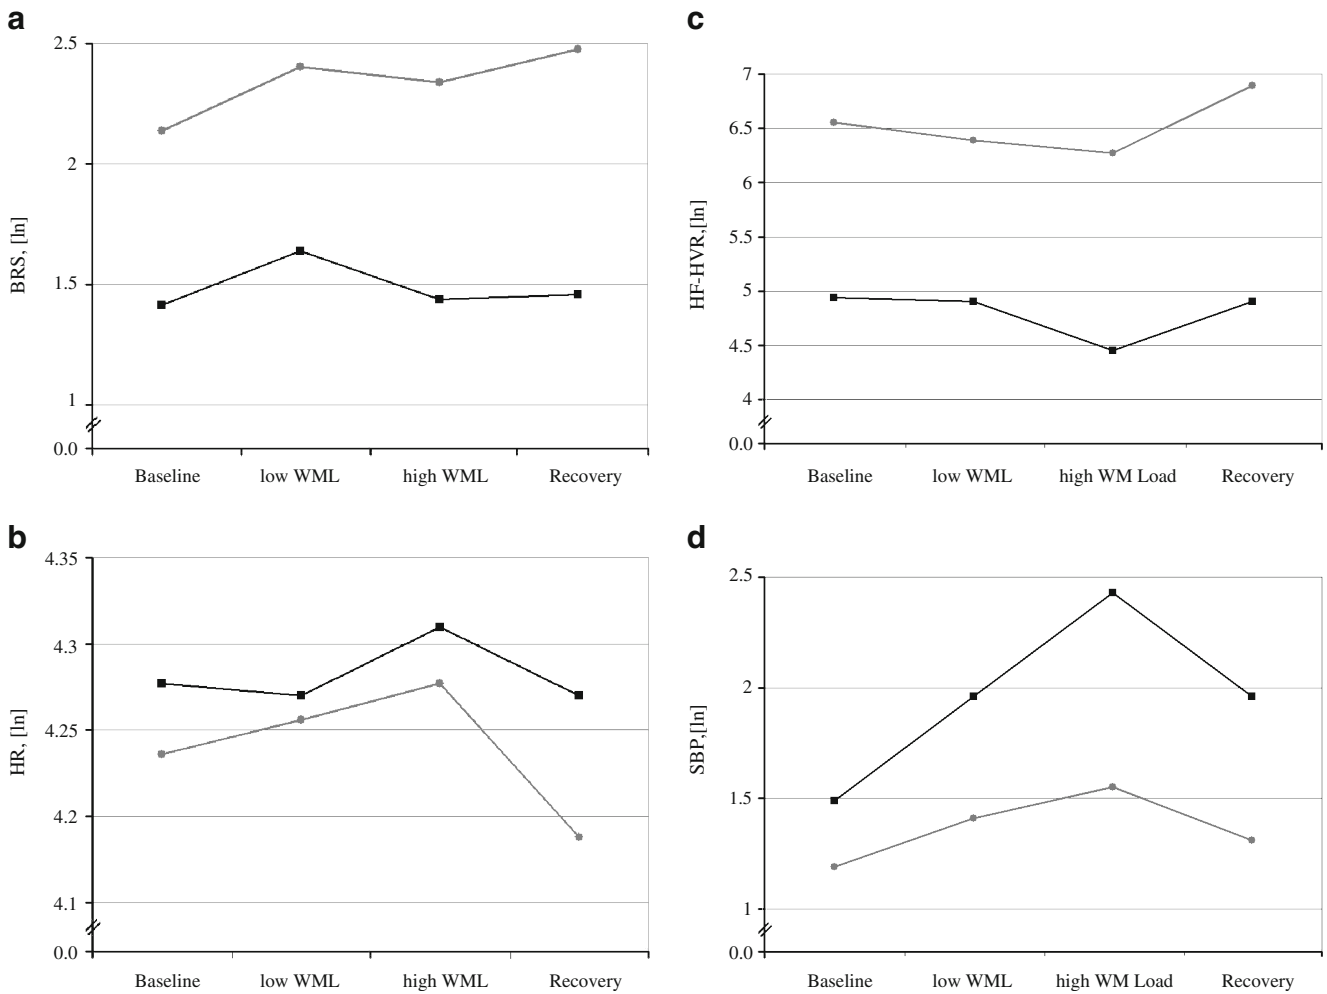 a
2.5
2
1.5
1
0.0
BRS, [ln]
Baseline low WML high WML Recovery
c
7
6.5
6
5.5
5
4.5
4
0.0
HF-HVR,[ln]
Baseline low WML high WM Load Recovery
b
4.35
4.3
4.25
4.2
4.1
0.0
HR, [ln]
Baseline low WML high WML Recovery
d
2.5
2
1.5
1
0.0
SBP,[ln]
Baseline low WML high WM Load Recovery